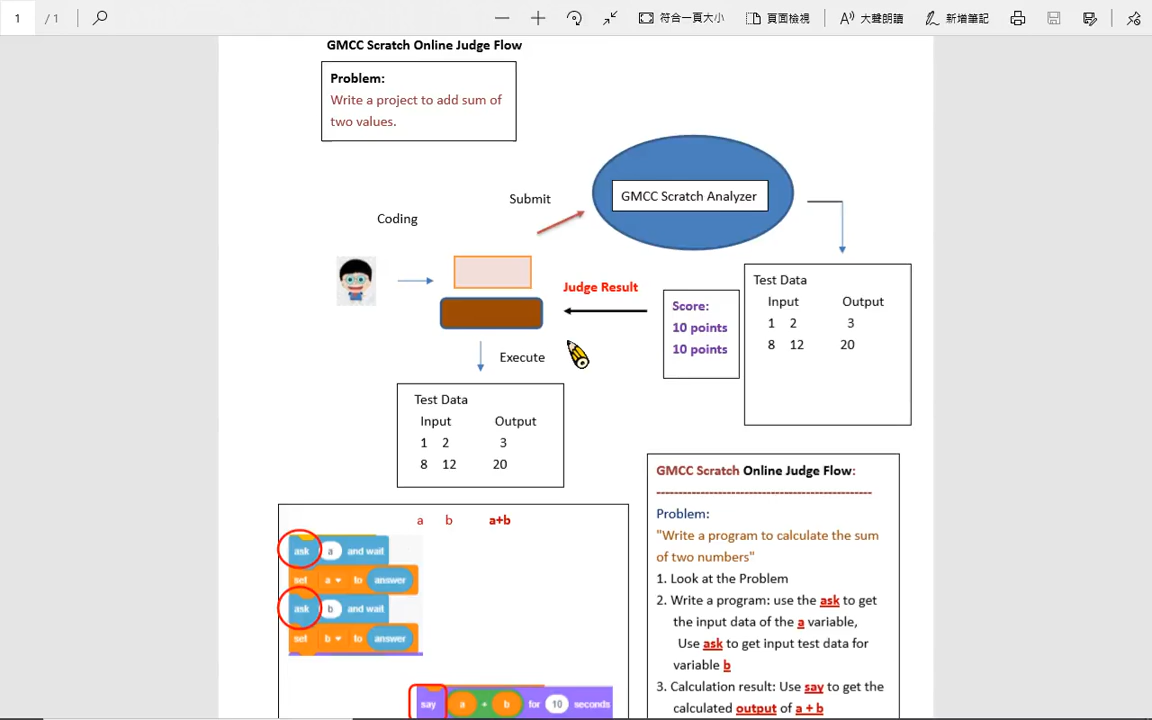 1 / 1
符合一頁大小
頁面檢視
大聲朗讀
新增筆記
GMCC Scratch Online Judge Flow
Problem:
Write a project to add sum of
two values.
GMCC Scratch Analyzer
Submit
Coding
Judge Result
Score:
10 points
10 points
Test Data
Input Output
1 2 3
8 12 20
Execute
Test Data
Input Output
1 2 3
8 12 20
a b a+b
ask a and wait
set a to answer
ask b and wait
set b to answer
say a + b for 10 seconds
GMCC Scratch Online Judge Flow:
------------------------------------------------
Problem:
"Write a program to calculate the sum
of two numbers"
1. Look at the Problem
2. Write a program: use the ask to get
the input data of the a variable,
Use ask to get input test data for
variable b
3. Calculation result: Use say to get the
calculated output of a + b